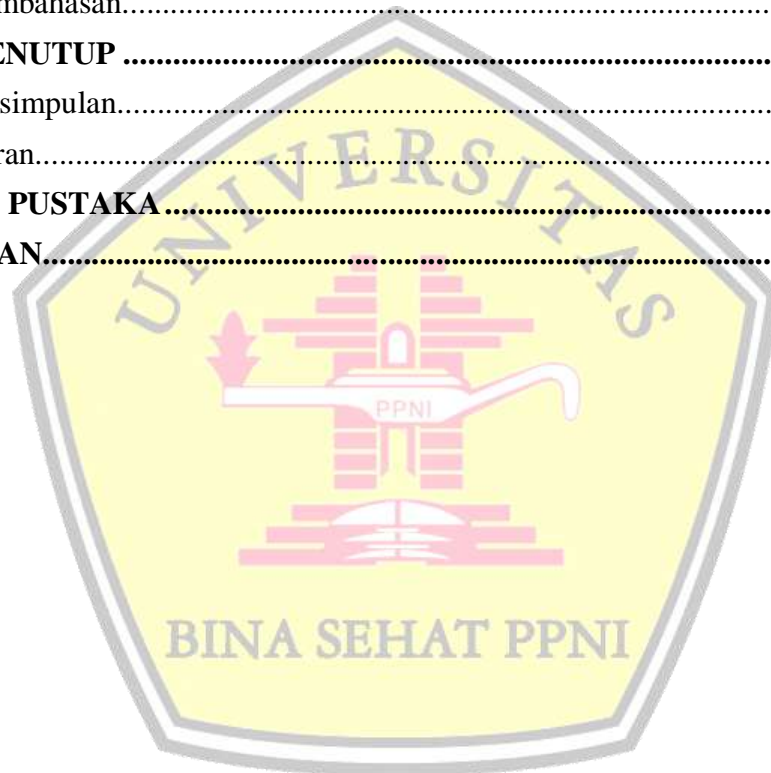 mbahasan....................................................................................
ENUTUP ....................................................................................
simpulan....................................................................................
ran....................................................................................
PUSTAKA ....................................................................................
AN....................................................................................
UNIVERSITAS
PPNI
BINA SEHAT PPNI